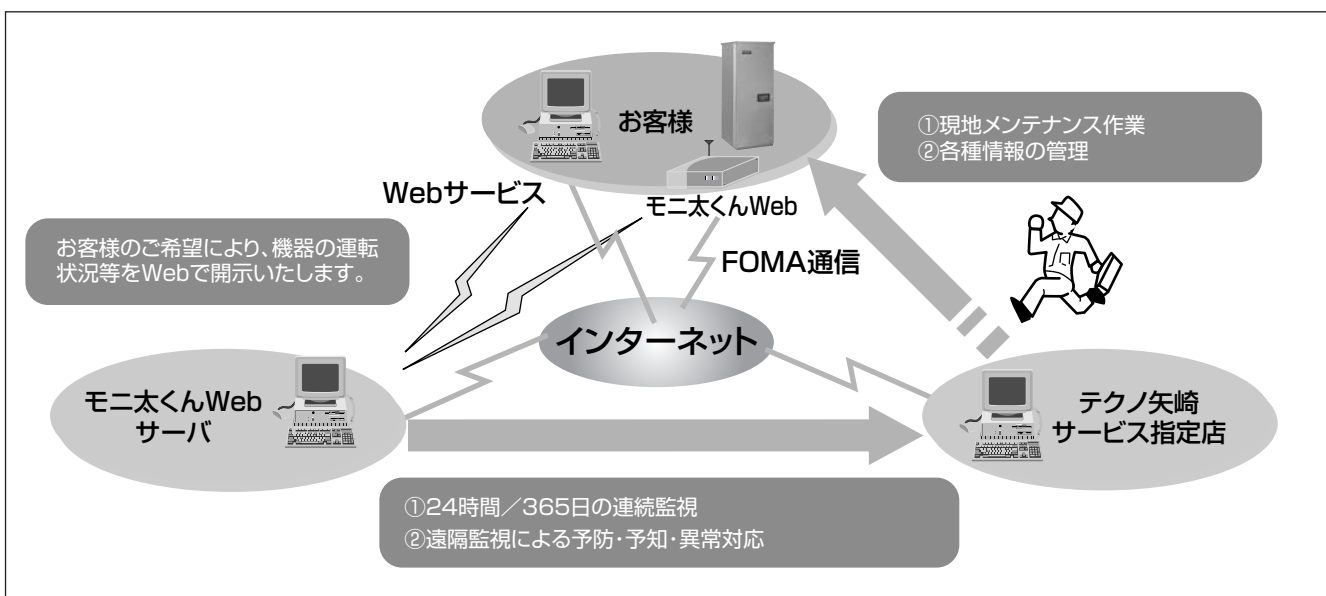 お客様
①現地メンテナンス作業
②各種情報の管理
Webサービス
モニ太くんWeb
お客様のご希望により、機器の運転
状況等をWebで開示いたします。
FOMA通信
インターネット
モニ太くんWeb
サーバ
テクノ矢崎
サービス指定店
①24時間／365日の連続監視
②遠隔監視による予防・予知・異常対応